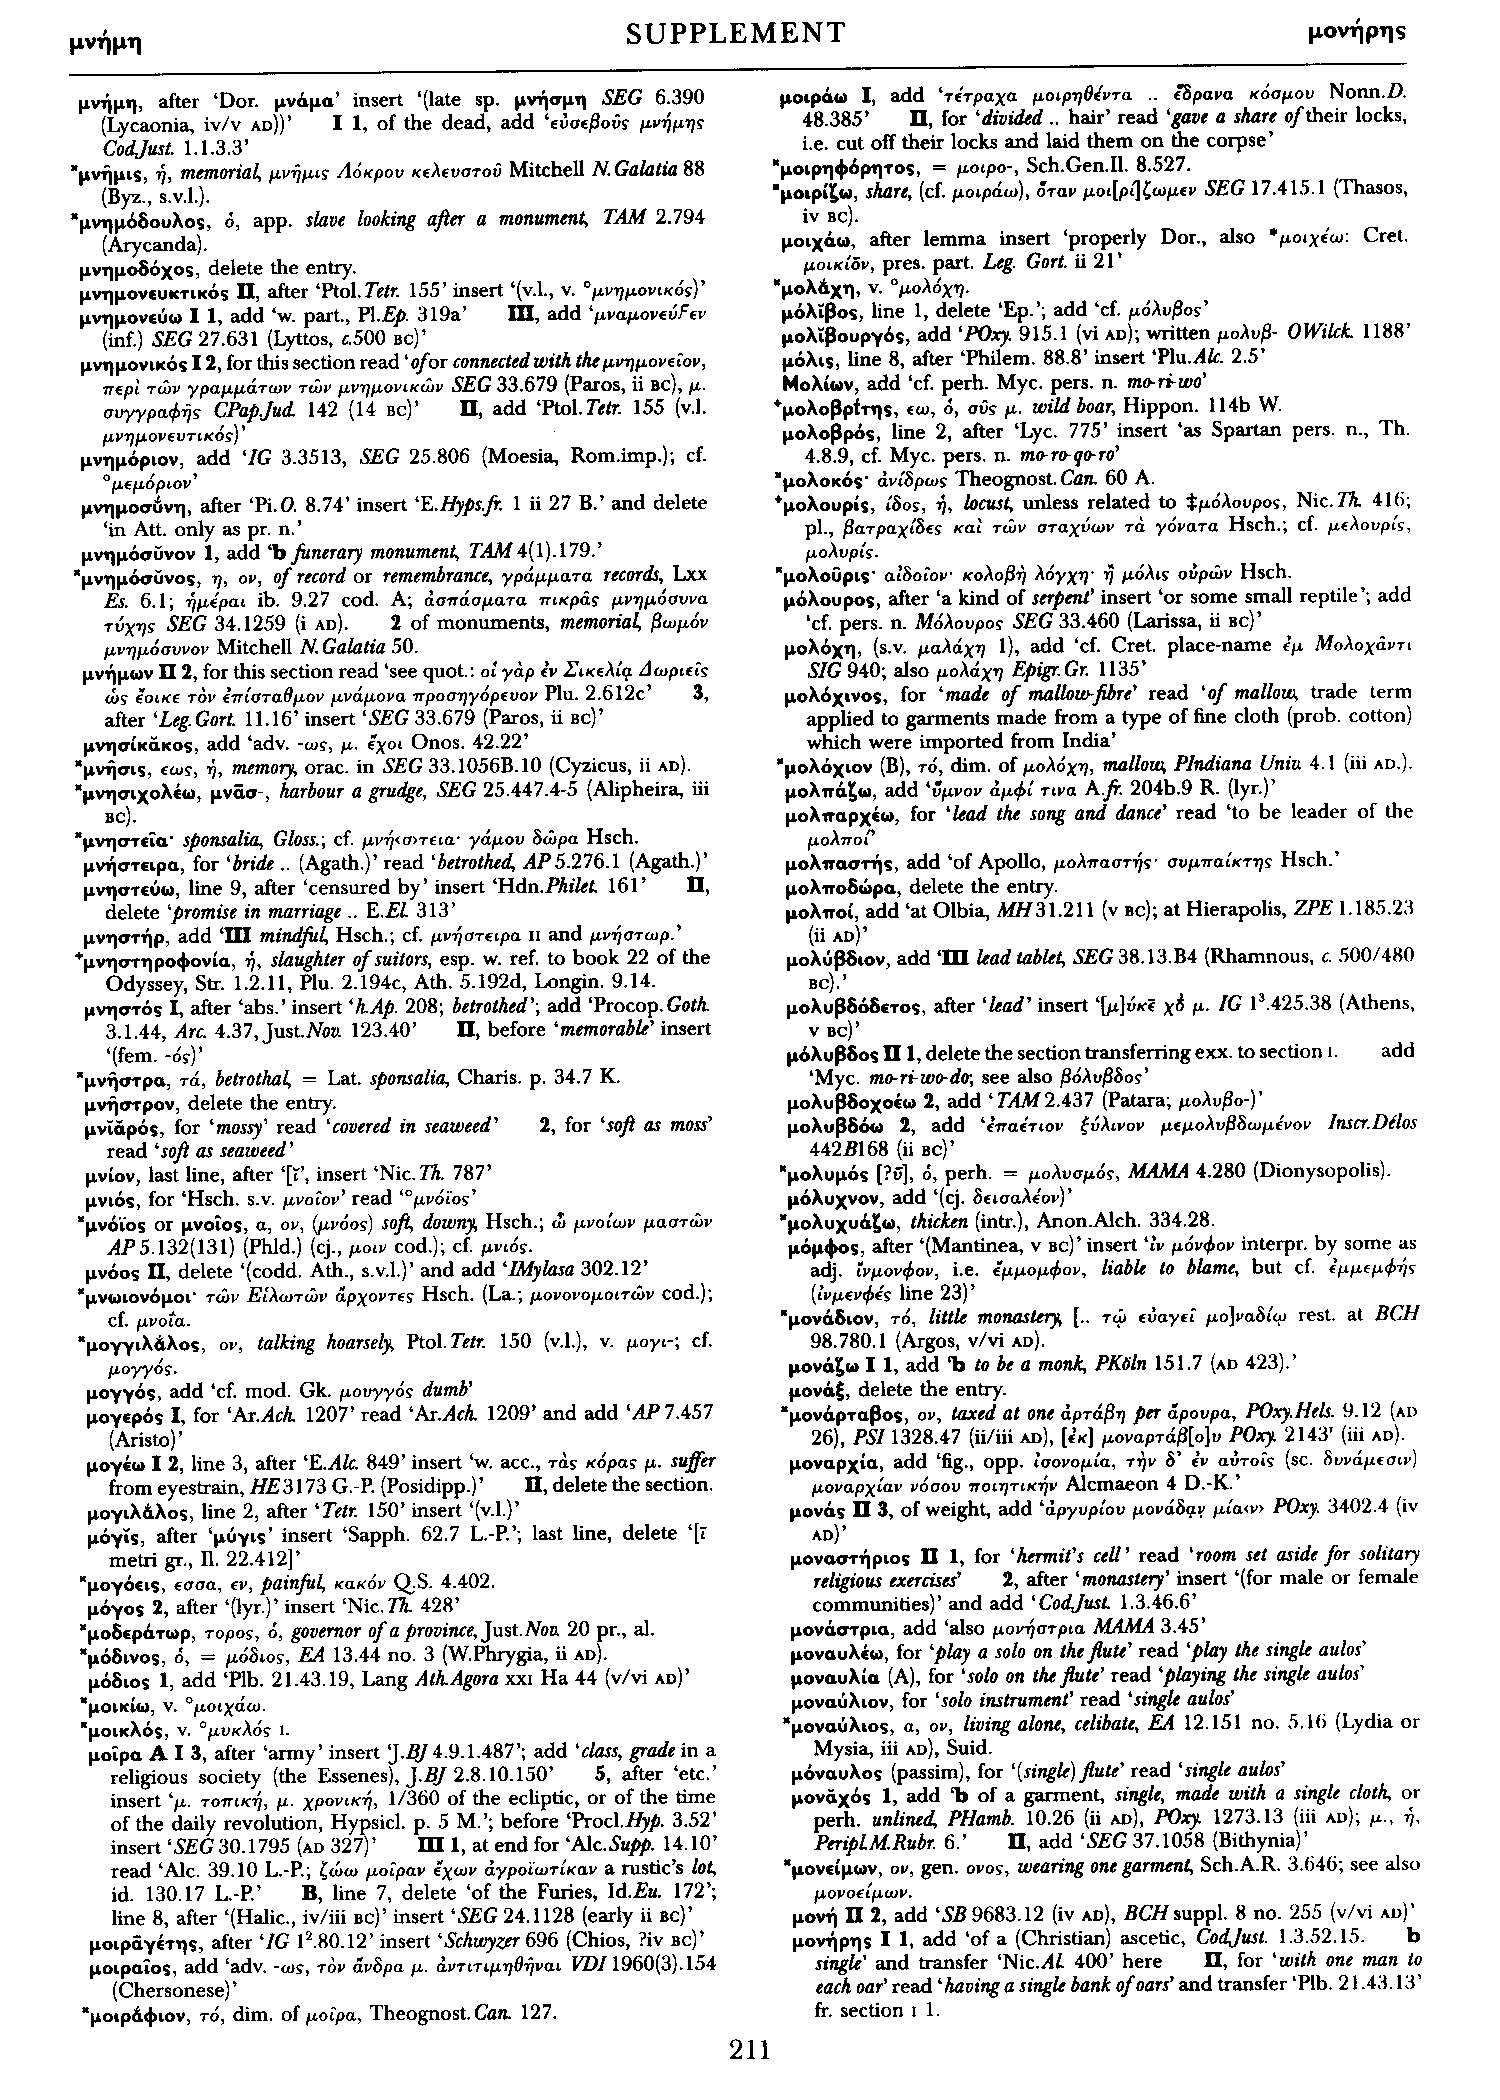 μνήμη
SUPPLEMENT
μονήρης
μνήμη, after ‘Dor. μνάμα’ insert ‘(late sp. μνήσμη SEG 6.390
(Lycaonia, iv/v AD))’ I 1, of the dead, add ‘εὐσεβοῦς μνήμης
Cod.Just. 1.1.3.3’
*μνῆμις, ἡ, memorial, μνῆμις Λόκρου κελευστοῦ Mitchell N.Galatia 88
(Byz., s.v.l.).
*μνημόδουλος, ὁ, app. slave looking after a monument, TAM 2.794
(Arycanda).
μνημοδόχος, delete the entry.
μνημονευκτικός II, after ‘Ptol.Tetr. 155’ insert ‘(v.l., v. °μνημονικός)’
μνημονεύω I 1, add ‘w. part., Pl.Ep. 319a’ III, add ‘μναμονεύϝεν
(inf.) SEG 27.631 (Lyttos, c.500 BC)’
μνημονικός I 2, for this section read ‘of or connected with the μνημονεῖον,
περὶ τῶν γραμμάτων τῶν μνημονικῶν SEG 33.679 (Paros, ii BC), μ.
συγγραφῆς CPap.Jud. 142 (14 BC)’ II, add ‘Ptol.Tetr. 155 (v.l.
μνημονευτικός)’
μνημόριον, add ‘IG 3.3513, SEG 25.806 (Moesia, Rom.imp.); cf.
°μεμόριον’
μνημοσύνη, after ‘Pi.O. 8.74’ insert ‘E.Hyps.fr. 1 ii 27 B.’ and delete
‘in Att. only as pr. n.’
μνημόσῠνον 1, add ‘b funerary monument, TAM 4(1).179.’
*μνημόσῠνος, η, ον, of record or remembrance, γράμματα records, LXX
Es. 6.1; ἡμέραι ib. 9.27 cod. A; ἀσπάσματα πικρᾶς μνημόσυνα
τύχης SEG 34.1259 (i AD). 2 of monuments, memorial, βωμόν
μνημόσυνον Mitchell N.Galatia 50.
μνήμων II 2, for this section read ‘see quot.: οἱ γὰρ ἐν Σικελίᾳ Δωριεῖς
ὡς ἔοικε τὸν ἐπίσταθμον μνάμονα προσηγόρευον Plu. 2.612c’ 3,
after ‘Leg.Gort. 11.16’ insert ‘SEG 33.679 (Paros, ii BC)’
μνησίκᾰκος, add ‘adv. -ως, μ. ἔχοι Onos. 42.22’
*μνῆσις, εως, ἡ, memory, orac. in SEG 33.1056B.10 (Cyzicus, ii AD).
*μνησιχολέω, μνᾱσ-, harbour a grudge, SEG 25.447.4-5 (Alipheira, iii
BC).
*μνηστεῖα· sponsalia, Gloss.; cf. μνή‹σ›τεια· γάμου δῶρα Hsch.
μνήστειρα, for ‘bride .. (Agath.)’ read ‘betrothed, AP 5.276.1 (Agath.)’
μνηστεύω, line 9, after ‘censured by’ insert ‘Hdn.Philet. 161’ II,
delete ‘promise in marriage .. E.El. 313’
μνηστήρ, add ‘III mindful, Hsch.; cf. μνήστειρα II and μνήστωρ.’
⁺μνηστηροφονία, ἡ, slaughter of suitors, esp. w. ref. to book 22 of the
Odyssey, Str. 1.2.11, Plu. 2.194c, Ath. 5.192d, Longin. 9.14.
μνηστός I, after ‘abs.’ insert ‘h.Ap. 208; betrothed’; add ‘Procop.Goth.
3.1.44, Arc. 4.37, Just.Nov. 123.40’ II, before ‘memorable’ insert
‘(fem. -ός)’
*μνῆστρα, τά, betrothal, = Lat. sponsalia, Charis. p. 34.7 K.
μνῆστρον, delete the entry.
μνῐᾰρός, for ‘mossy’ read ‘covered in seaweed’ 2, for ‘soft as moss’
read ‘soft as seaweed’
μνίον, last line, after ‘[ῐ’, insert ‘Nic.Th. 787’
μνιός, for ‘Hsch. s.v. μνοῖον’ read ‘°μνόϊος’
*μνόϊος or μνοῖος, α, ον, (μνόος) soft, downy, Hsch.; ὢ μνοίων μαστῶν
AP 5.132(131) (Phld.) (cj., μοιν cod.); cf. μνιός.
μνόος II, delete ‘(codd. Ath., s.v.l.)’ and add ‘IMylasa 302.12’
*μνωιονόμοι· τῶν Εἱλωτῶν ἄρχοντες Hsch. (La.; μονονομοιτῶν cod.);
cf. μνοΐα.
*μογγιλάλος, ον, talking hoarsely, Ptol.Tetr. 150 (v.l.), v. μογι-; cf.
μογγός.
μογγός, add ‘cf. mod. Gk. μουγγός dumb’
μογερός I, for ‘Ar.Ach. 1207’ read ‘Ar.Ach. 1209’ and add ‘AP 7.457
(Aristo)’
μογέω I 2, line 3, after ‘E.Alc. 849’ insert ‘w. acc., τὰς κόρας μ. suffer
from eyestrain, HE 3173 G.-P. (Posidipp.)’ II, delete the section.
μογιλάλος, line 2, after ‘Tetr. 150’ insert ‘(v.l.)’
μόγῐς, after ‘μύγις’ insert ‘Sapph. 62.7 L.-P.’; last line, delete ‘[ῑ
metri gr., Il. 22.412]’
*μογόεις, εσσα, εν, painful, κακόν Q.S. 4.402.
μόγος 2, after ‘(lyr.)’ insert ‘Nic.Th. 428’
*μοδεράτωρ, τορος, ὁ, governor of a province, Just.Nov. 20 pr., al.
*μόδινος, ὁ, = μόδιος, EA 13.44 no. 3 (W.Phrygia, ii AD).
μόδιος 1, add ‘Plb. 21.43.19, Lang Ath.Agora XXI Ha 44 (v/vi AD)’
*μοικίω, v. °μοιχάω.
*μοικλός, v. °μυκλός I.
μοῖρα A I 3, after ‘army’ insert ‘J.BJ 4.9.1.487’; add ‘class, grade in a
religious society (the Essenes), J.BJ 2.8.10.150’ 5, after ‘etc.’
insert ‘μ. τοπική, μ. χρονική, 1/360 of the ecliptic, or of the time
of the daily revolution, Hypsicl. p. 5 M.’; before ‘Procl.Hyp. 3.52’
insert ‘SEG 30.1795 (AD 327)’ III 1, at end for ‘Alc.Supp. 14.10’
read ‘Alc. 39.10 L.-P.; ζώω μοῖραν ἔχων ἀγροϊωτίκαν a rustic’s lot,
id. 130.17 L.-P.’ B, line 7, delete ‘of the Furies, Id.Eu. 172’;
line 8, after ‘(Halic., iv/iii BC)’ insert ‘SEG 24.1128 (early ii BC)’
μοιρᾱγέτης, after ‘IG 1².80.12’ insert ‘Schwyzer 696 (Chios, ?iv BC)’
μοιραῖος, add ‘adv. -ως, τὸν ἄνδρα μ. ἀντιτιμηθῆναι VDI 1960(3).154
(Chersonese)’
*μοιράφιον, τό, dim. of μοῖρα, Theognost.Can. 127.
μοιράω I, add ‘τέτραχα μοιρηθέντα .. ἕδρανα κόσμου Nonn.D.
48.385’ II, for ‘divided .. hair’ read ‘gave a share of their locks,
i.e. cut off their locks and laid them on the corpse’
*μοιρηφόρητος, = μοιρο-, Sch.Gen.Il. 8.527.
*μοιρίζω, share, (cf. μοιράω), ὅταν μοι[ρί]ζωμεν SEG 17.415.1 (Thasos,
iv BC).
μοιχάω, after lemma insert ‘properly Dor., also *μοιχέω: Cret.
μοικίο̄ν, pres. part. Leg. Gort. ii 21’
*μολάχη, v. °μολόχη.
μόλῐβος, line 1, delete ‘Ep.’; add ‘cf. μόλυβος’
μολῐβουργός, add ‘POxy. 915.1 (vi AD); written μολυβ- OWilck. 1188’
μόλις, line 8, after ‘Philem. 88.8’ insert ‘Plu.Alc. 2.5’
Μολίων, add ‘cf. perh. Myc. pers. n. mo-ri-wo’
⁺μολοβρίτης, εω, ὁ, σῦς μ. wild boar, Hippon. 114b W.
μολοβρός, line 2, after ‘Lyc. 775’ insert ‘as Spartan pers. n., Th.
4.8.9, cf. Myc. pers. n. mo-ro-qo-ro’
*μολοκός· ἀνίδρως Theognost.Can. 60 A.
⁺μολουρίς, ίδος, ἡ, locust, unless related to ‡μόλουρος, Nic.Th. 416;
pl., βατραχίδες καὶ τῶν σταχύων τὰ γόνατα Hsch.; cf. μελουρίς,
μολυρίς.
*μολοῦρις· αἰδοῖον· κολοβὴ λόγχη· ἢ μόλις οὐρῶν Hsch.
μόλουρος, after ‘a kind of serpent’ insert ‘or some small reptile’; add
‘cf. pers. n. Μόλουρος SEG 33.460 (Larissa, ii BC)’
μολόχη, (s.v. μαλάχη 1), add ‘cf. Cret. place-name ἐμ Μολοχᾶντι
SIG 940; also μολάχη Epigr.Gr. 1135’
μολόχινος, for ‘made of mallow-fibre’ read ‘of mallow, trade term
applied to garments made from a type of fine cloth (prob. cotton)
which were imported from India’
*μολόχιον (B), τό, dim. of μολόχη, mallow, PIndiana Univ. 4.1 (iii AD.).
μολπάζω, add ‘ὕμνον ἀμφί τινα A.fr. 204b.9 R. (lyr.)’
μολπαρχέω, for ‘lead the song and dance’ read ‘to be leader of the
μολποί’
μολπαστής, add ‘of Apollo, μολπαστής· συμπαίκτης Hsch.’
μολποδώρα, delete the entry.
μολποί, add ‘at Olbia, MH 31.211 (v BC); at Hierapolis, ZPE 1.185.23
(ii AD)’
μολύβδιον, add ‘III lead tablet, SEG 38.13.B4 (Rhamnous, c. 500/480
BC).’
μολυβδόδετος, after ‘lead’ insert ‘[μ]ύκε̄ χδ μ. IG 1³.425.38 (Athens,
v BC)’
μόλυβδος II 1, delete the section transferring exx. to section I. add
‘Myc. mo-ri-wo-do; see also βόλυβδος’
μολυβδοχοέω 2, add ‘TAM 2.437 (Patara; μολυβο-)’
μολυβδόω 2, add ‘ἐπαέτιον ξύλινον μεμολυβδωμένον Inscr.Délos
442B168 (ii BC)’
*μολυμός [?ῡ], ὁ, perh. = μολυσμός, MAMA 4.280 (Dionysopolis).
μόλυχνον, add ‘(cj. δεισαλέον)’
*μολυχυάζω, thicken (intr.), Anon.Alch. 334.28.
μόμφος, after ‘(Mantinea, v BC)’ insert ‘ἰν μόνφον interpr. by some as
adj. ἴνμονφον, i.e. ἔμμομφον, liable to blame, but cf. ἐμμεμφής
(ἰνμενφές line 23)’
*μονάδιον, τό, little monastery, [.. τῷ εὐαγεῖ μο]ναδίῳ rest. at BCH
98.780.1 (Argos, v/vi AD).
μονάζω I 1, add ‘b to be a monk, PKöln 151.7 (AD 423).’
μονάξ, delete the entry.
*μονάρταβος, ον, taxed at one ἀρτάβη per ἄρουρα, POxy.Hels. 9.12 (AD
26), PSI 1328.47 (ii/iii AD), [ἐκ] μοναρτάβ[ο]υ POxy. 2143ʳ (iii AD).
μοναρχία, add ‘fig., opp. ἰσονομία, τὴν δ’ ἐν αὐτοῖς (sc. δυνάμεσιν)
μοναρχίαν νόσου ποιητικήν Alcmaeon 4 D.-K.’
μονάς II 3, of weight, add ‘ἀργυρίου μονάδα̣ν̣ μία‹ν› POxy. 3402.4 (iv
AD)’
μοναστήριος II 1, for ‘hermit’s cell’ read ‘room set aside for solitary
religious exercises’ 2, after ‘monastery’ insert ‘(for male or female
communities)’ and add ‘Cod.Just. 1.3.46.6’
μονάστρια, add ‘also μονήστρια MAMA 3.45’
μοναυλέω, for ‘play a solo on the flute’ read ‘play the single aulos’
μοναυλία (A), for ‘solo on the flute’ read ‘playing the single aulos’
μοναύλιον, for ‘solo instrument’ read ‘single aulos’
*μοναύλιος, α, ον, living alone, celibate, EA 12.151 no. 5.16 (Lydia or
Mysia, iii AD), Suid.
μόναυλος (passim), for ‘(single) flute’ read ‘single aulos’
μονᾰχός 1, add ‘b of a garment, single, made with a single cloth, or
perh. unlined, PHamb. 10.26 (ii AD), POxy. 1273.13 (iii AD); μ., ἡ,
Peripl.M.Rubr. 6.’ II, add ‘SEG 37.1058 (Bithynia)’
*μονείμων, ον, gen. ονος, wearing one garment, Sch.A.R. 3.646; see also
μονοείμων.
μονή II 2, add ‘SB 9683.12 (iv AD), BCH suppl. 8 no. 255 (v/vi AD)’
μονήρης I 1, add ‘of a (Christian) ascetic, Cod.Just. 1.3.52.15. b
single’ and transfer ‘Nic.Al. 400’ here II, for ‘with one man to
each oar’ read ‘having a single bank of oars’ and transfer ‘Plb. 21.43.13’
fr. section I 1.
211